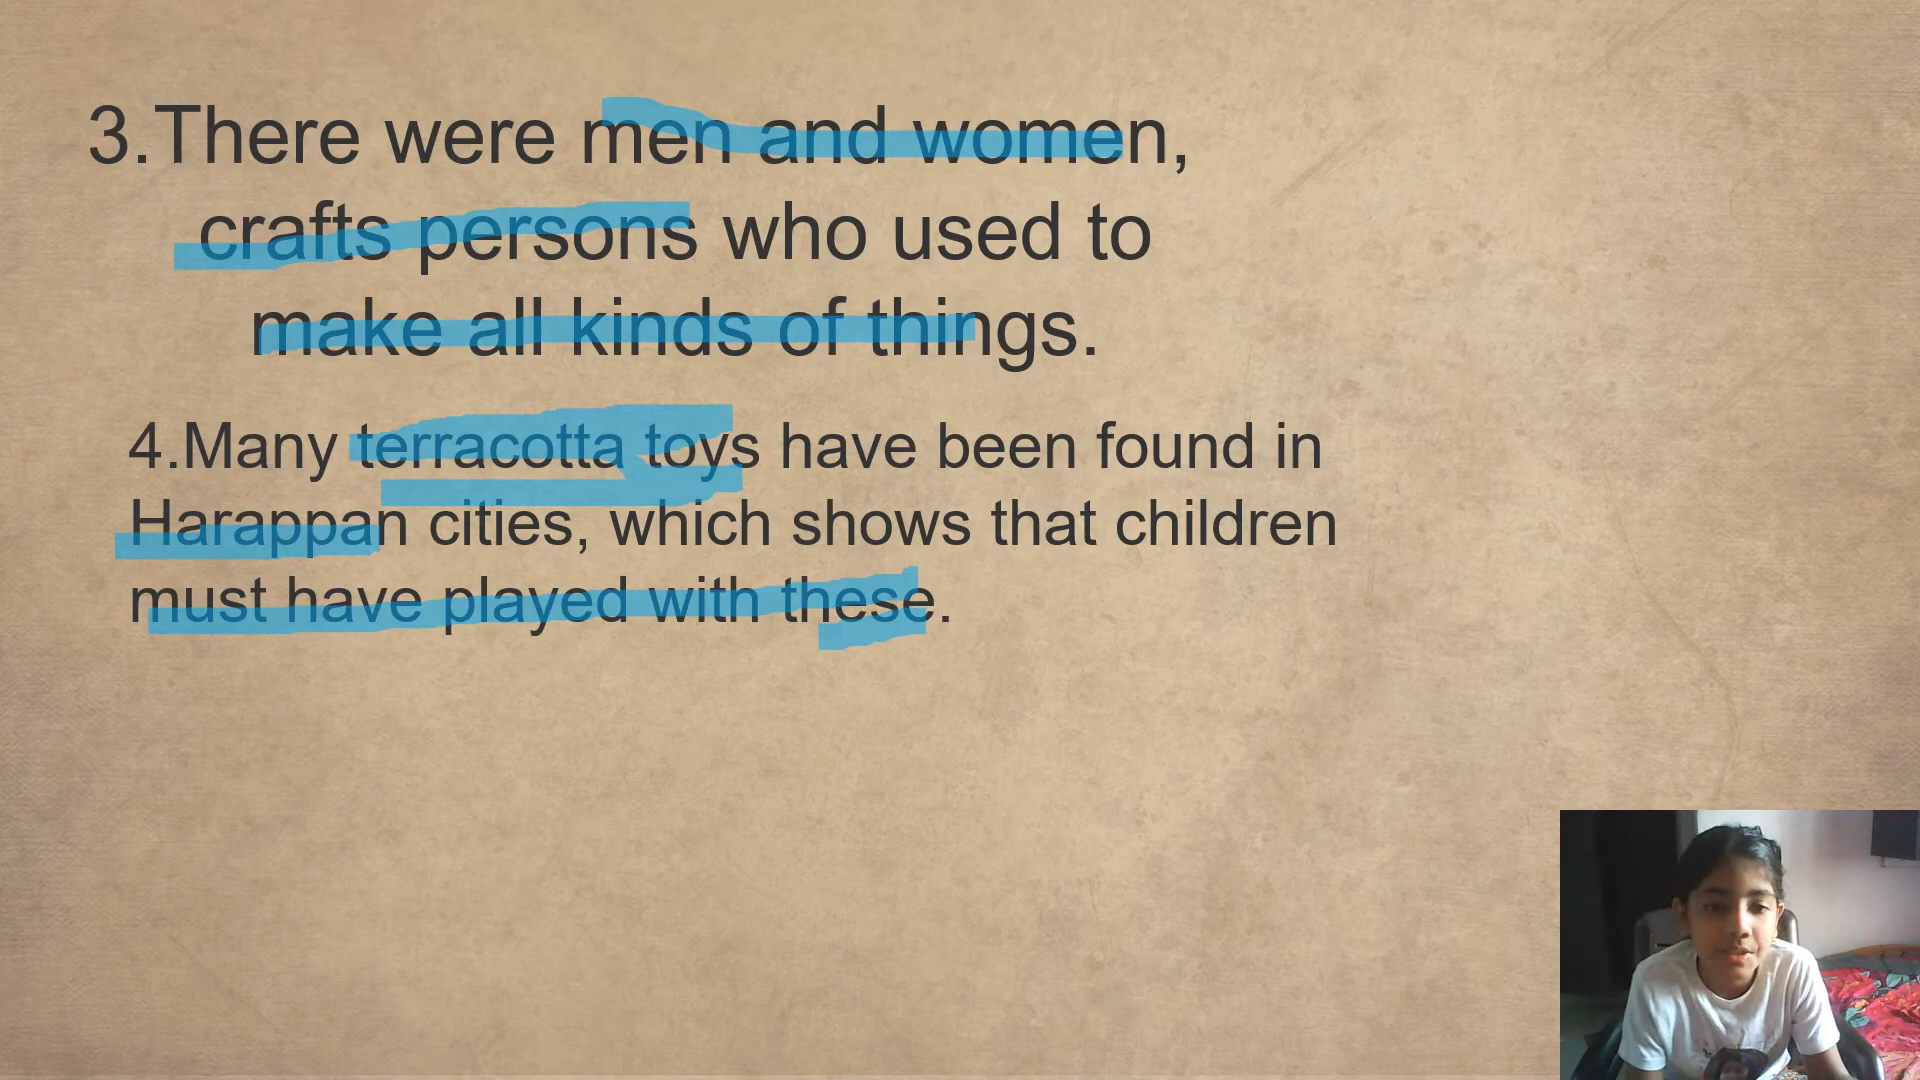 3.There were men and women,
crafts persons who used to
make all kinds of things.
4.Many terracotta toys have been found in
Harappan cities, which shows that children
must have played with these.